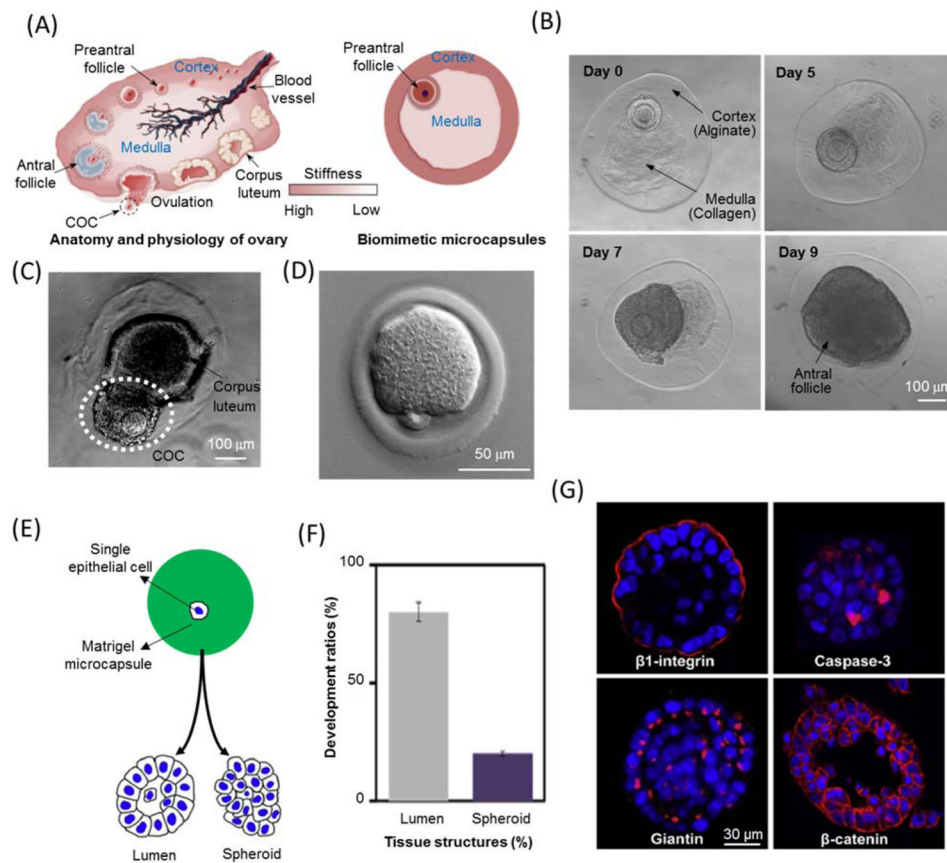 (A)
Preantral
follicle
Cortex
Blood
vessel
Medulla
Antral
follicle
Corpus
luteum
Ovulation
COC
Stiffness
High
Low
Anatomy and physiology of ovary
Preantral
follicle
Cortex
Medulla
Biomimetic microcapsules
(B)
Day 0
Cortex
(Alginate)
Medulla
(Collagen)
Day 5
Day 7
Day 9
Antral
follicle
100 μm
(C)
Corpus
luteum
100 μm
COC
(D)
50 μm
(E)
Single
epithelial cell
Matrigel
microcapsule
Lumen
Spheroid
(F)
Development ratios (%)
100
50
0
Lumen
Spheroid
Tissue structures (%)
(G)
β1-integrin
Caspase-3
Giantin
30 μm
β-catenin